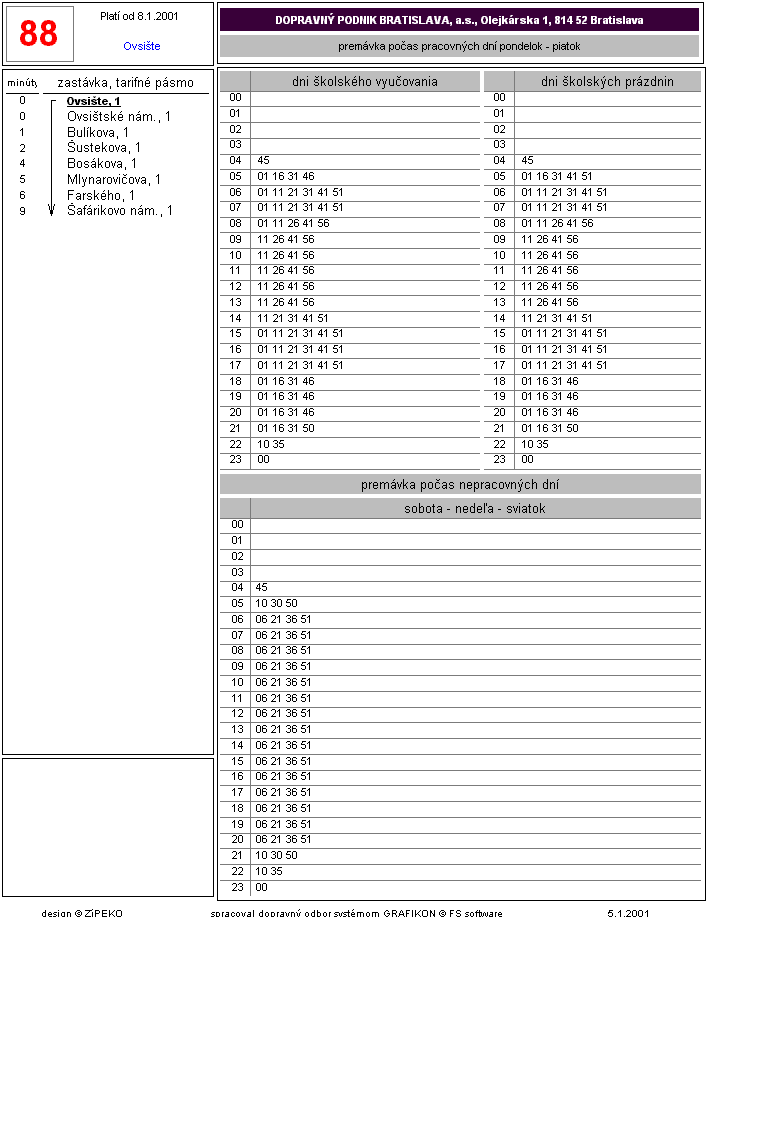 88
Platí od 8.1.2001
Ovsište
DOPRAVNÝ PODNIK BRATISLAVA, a.s., Olejkárska 1, 814 52 Bratislava
premávka počas pracovných dní pondelok - piatok
minúty zastávka, tarifné pásmo
0 Ovsište, 1
0 Ovsištské nám., 1
1 Bulíkova, 1
2 Šustekova, 1
4 Bosákova, 1
5 Mlynarovičova, 1
6 Farského, 1
9 Šafárikovo nám., 1
dni školského vyučovania
00
01
02
03
04 45
05 01 16 31 46
06 01 11 21 31 41 51
07 01 11 21 31 41 51
08 01 11 26 41 56
09 11 26 41 56
10 11 26 41 56
11 11 26 41 56
12 11 26 41 56
13 11 26 41 56
14 11 21 31 41 51
15 01 11 21 31 41 51
16 01 11 21 31 41 51
17 01 11 21 31 41 51
18 01 16 31 46
19 01 16 31 46
20 01 16 31 46
21 01 16 31 50
22 10 35
23 00
dni školských prázdnin
00
01
02
03
04 45
05 01 16 31 41 51
06 01 11 21 31 41 51
07 01 11 21 31 41 51
08 01 11 26 41 56
09 11 26 41 56
10 11 26 41 56
11 11 26 41 56
12 11 26 41 56
13 11 26 41 56
14 11 21 31 41 51
15 01 11 21 31 41 51
16 01 11 21 31 41 51
17 01 11 21 31 41 51
18 01 16 31 46
19 01 16 31 46
20 01 16 31 46
21 01 16 31 50
22 10 35
23 00
premávka počas nepracovných dní
sobota - nedeľa - sviatok
00
01
02
03
04 45
05 10 30 50
06 06 21 36 51
07 06 21 36 51
08 06 21 36 51
09 06 21 36 51
10 06 21 36 51
11 06 21 36 51
12 06 21 36 51
13 06 21 36 51
14 06 21 36 51
15 06 21 36 51
16 06 21 36 51
17 06 21 36 51
18 06 21 36 51
19 06 21 36 51
20 06 21 36 51
21 10 30 50
22 10 35
23 00
design © ZiPEKO
spracoval dopravný odbor systémom GRAFIKON © FS software
5.1.2001